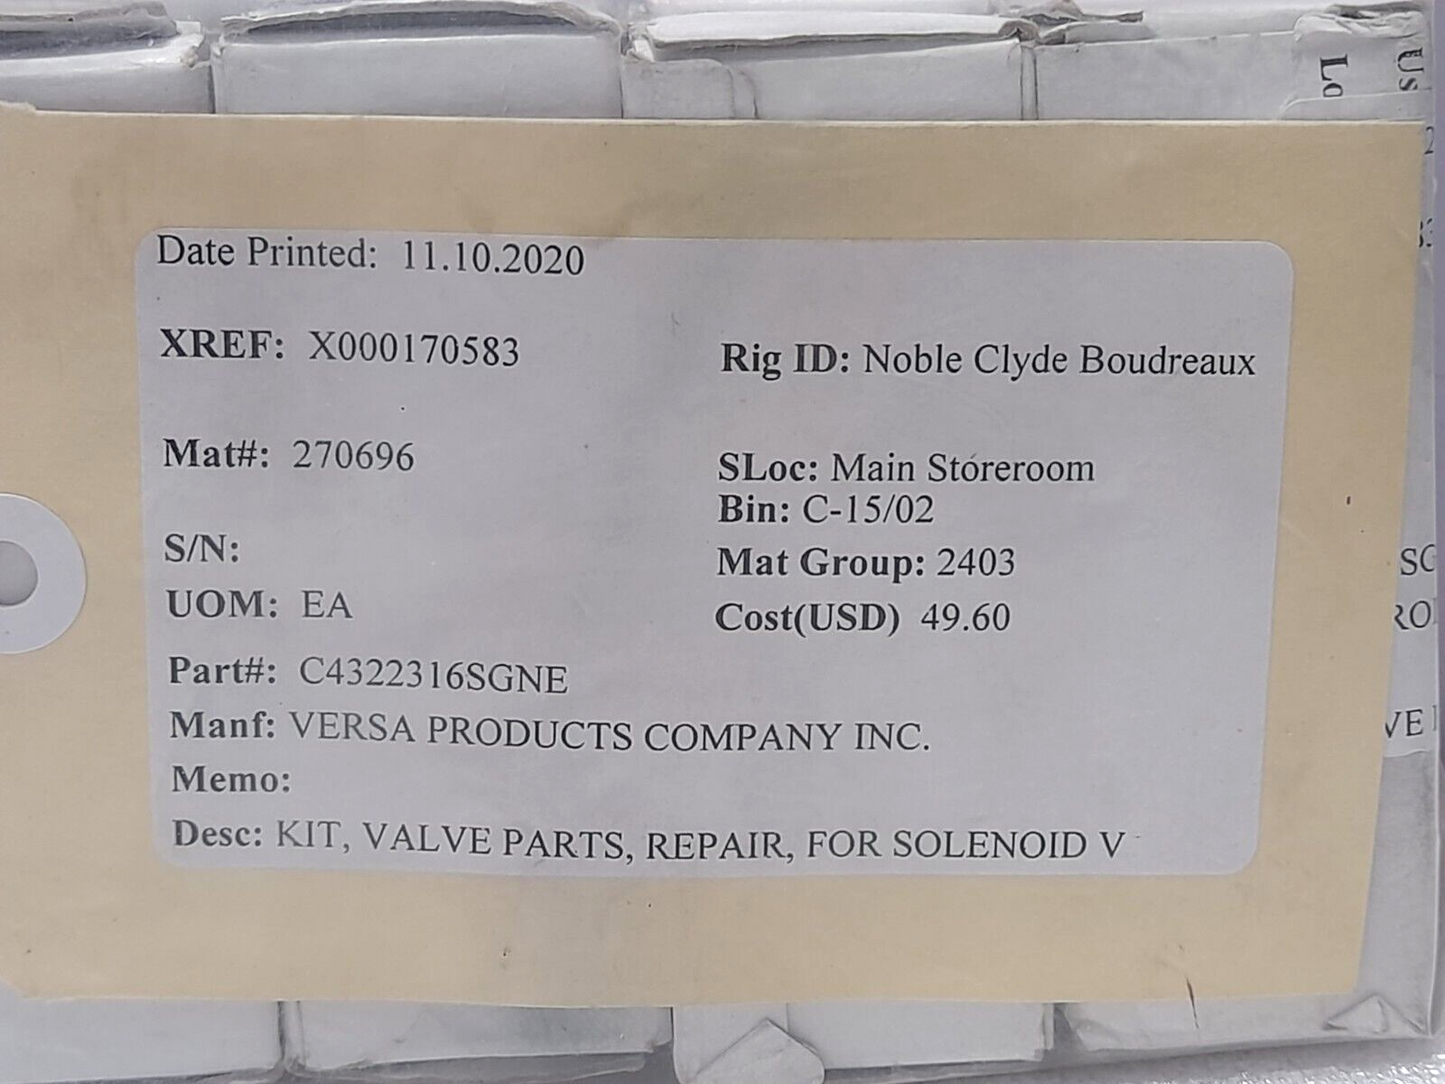 Us
Lo
Date Printed: 11.10.2020
XREF: X000170583
Rig ID: Noble Clyde Boudreaux
Mat#: 270696
SLoc: Main Storeroom
Bin: C-15/02
S/N:
Mat Group: 2403
UOM: EA
Cost(USD) 49.60
Part#: C4322316SGNE
Manf: VERSA PRODUCTS COMPANY INC.
Memo:
Desc: KIT, VALVE PARTS, REPAIR, FOR SOLENOID V